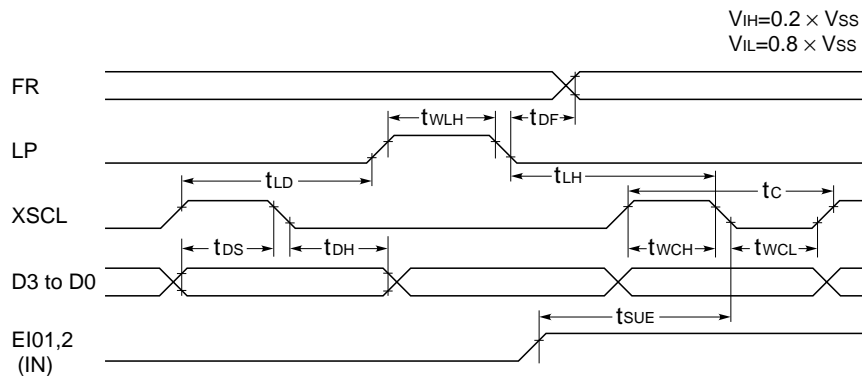 VIH=0.2 × VSS
VIL=0.8 × VSS
FR
tWLH
tDF
LP
tLD
tLH
tC
XSCL
tDS
tDH
tWCH
tWCL
D3 to D0
tSUE
EI01,2
(IN)